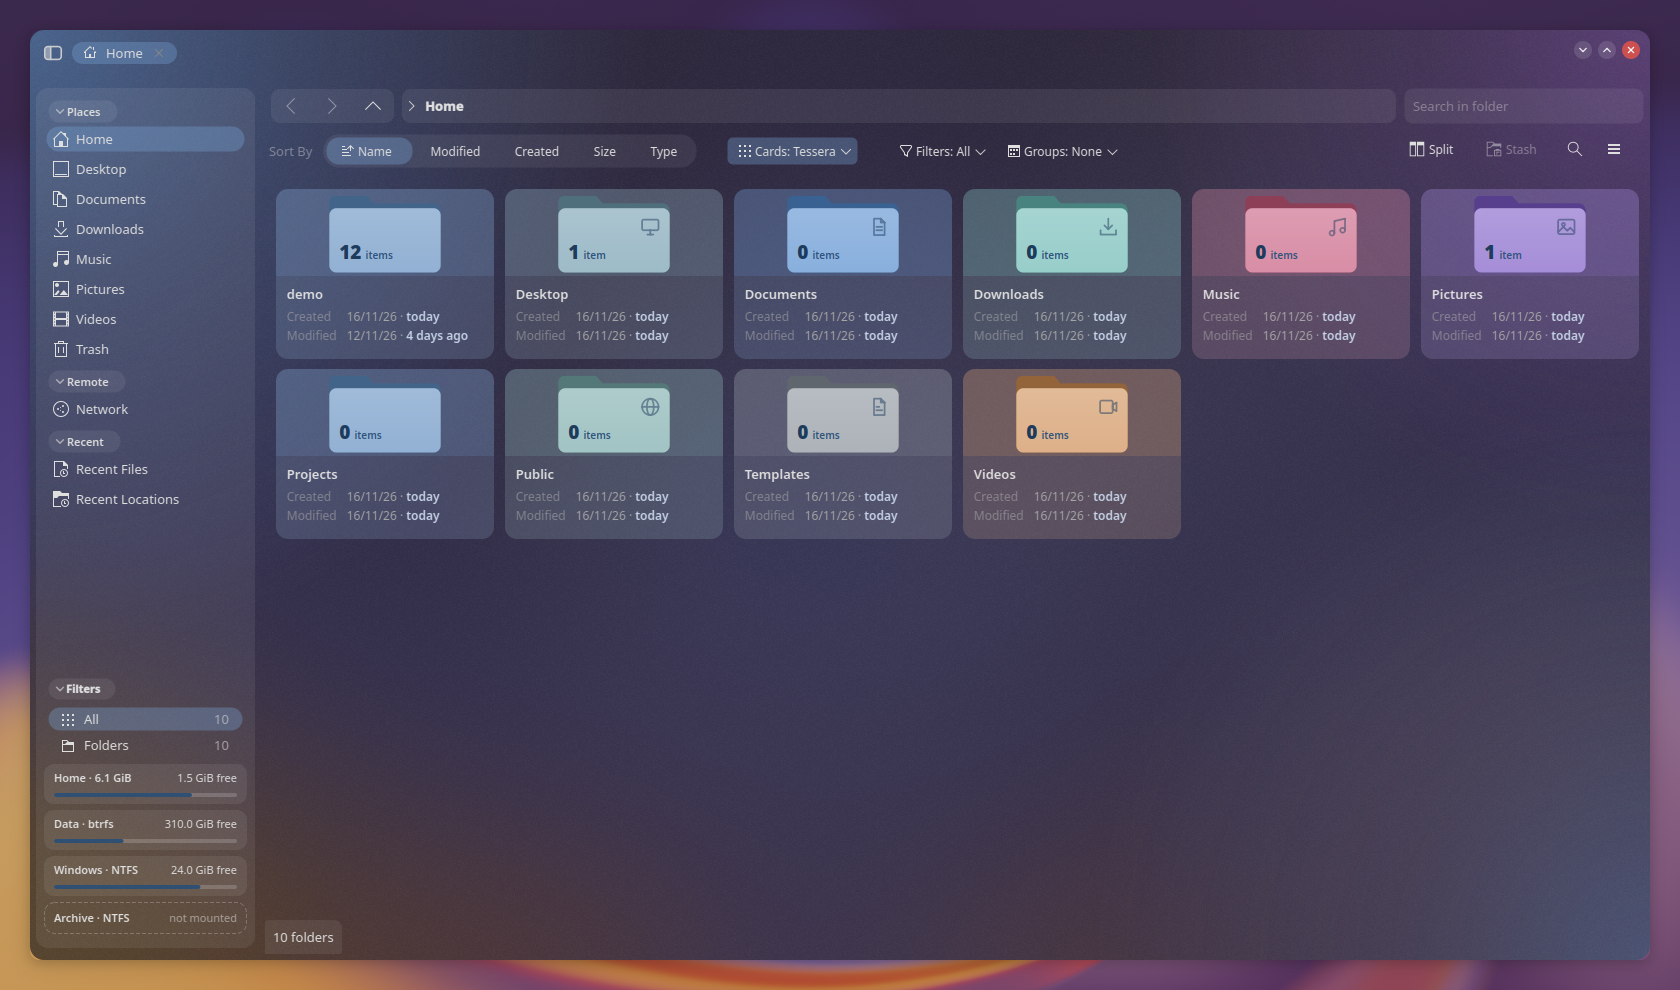 Home
Places
Home
Desktop
Documents
Downloads
Music
Pictures
Videos
Trash
Remote
Network
Recent
Recent Files
Recent Locations
Filters
All 10
Folders 10
Home · 6.1 GiB 1.5 GiB free
Data · btrfs 310.0 GiB free
Windows · NTFS 24.0 GiB free
Archive · NTFS not mounted
Home
Search in folder
Sort By Name Modified Created Size Type Cards: Tessera Filters: All Groups: None Split Stash
12 items
demo
Created 16/11/26 · today
Modified 12/11/26 · 4 days ago
1 item
Desktop
Created 16/11/26 · today
Modified 16/11/26 · today
0 items
Documents
Created 16/11/26 · today
Modified 16/11/26 · today
0 items
Downloads
Created 16/11/26 · today
Modified 16/11/26 · today
0 items
Music
Created 16/11/26 · today
Modified 16/11/26 · today
1 item
Pictures
Created 16/11/26 · today
Modified 16/11/26 · today
0 items
Projects
Created 16/11/26 · today
Modified 16/11/26 · today
0 items
Public
Created 16/11/26 · today
Modified 16/11/26 · today
0 items
Templates
Created 16/11/26 · today
Modified 16/11/26 · today
0 items
Videos
Created 16/11/26 · today
Modified 16/11/26 · today
10 folders